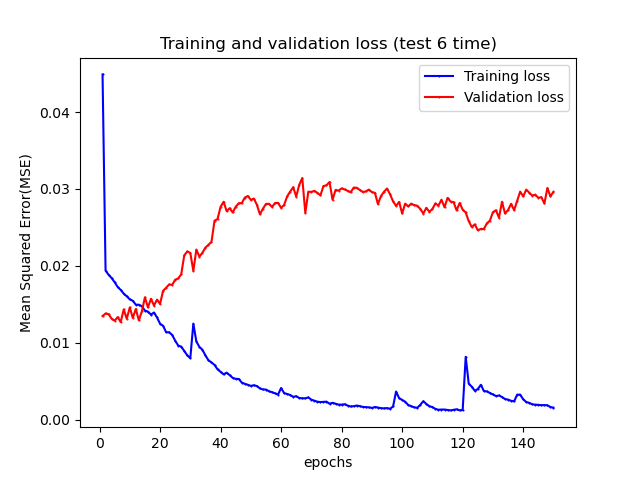 Training and validation loss (test 6 time)
Training loss
Validation loss
Mean Squared Error(MSE)
0.04
0.03
0.02
0.01
0.00
0 20 40 60 80 100 120 140
epochs